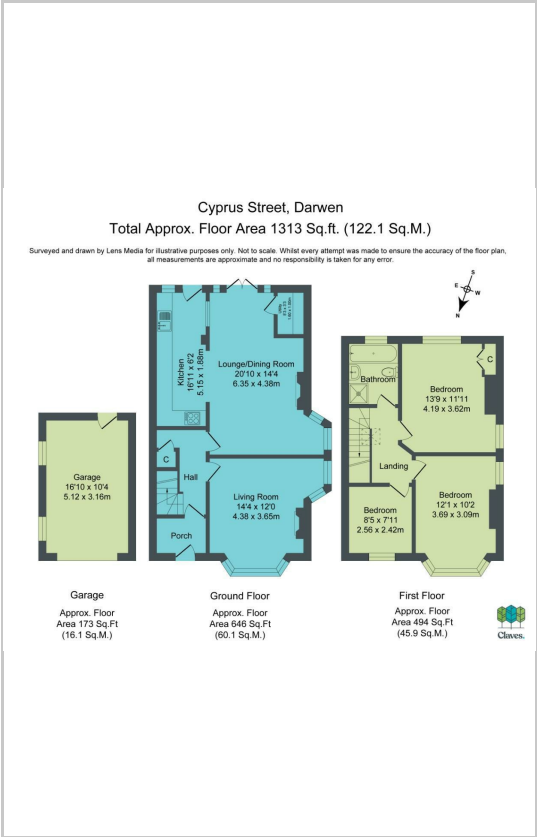 Cyprus Street, Darwen
Total Approx. Floor Area 1313 Sq.ft. (122.1 Sq.M.)
Surveyed and drawn by Lens Media for illustrative purposes only. Not to scale. Whilst every attempt was made to ensure the accuracy of the floor plan,
all measurements are approximate and no responsibility is taken for any error.
S
E
W
N
Kitchen
16'11 x 6'2
5.15 x 1.88m
Lounge/Dining Room
20'10 x 14'4
6.35 x 4.38m
C
Hall
Living Room
14'4 x 12'0
4.38 x 3.65m
Porch
Garage
16'10 x 10'4
5.12 x 3.16m
Bathroom
Bedroom
13'9 x 11'11
4.19 x 3.62m
C
Landing
Bedroom
8'5 x 7'11
2.56 x 2.42m
Bedroom
12'1 x 10'2
3.69 x 3.09m
Garage
Approx. Floor
Area 173 Sq.Ft
(16.1 Sq.M.)
Ground Floor
Approx. Floor
Area 646 Sq.Ft
(60.1 Sq.M.)
First Floor
Approx. Floor
Area 494 Sq.Ft
(45.9 Sq.M.)
Claves.